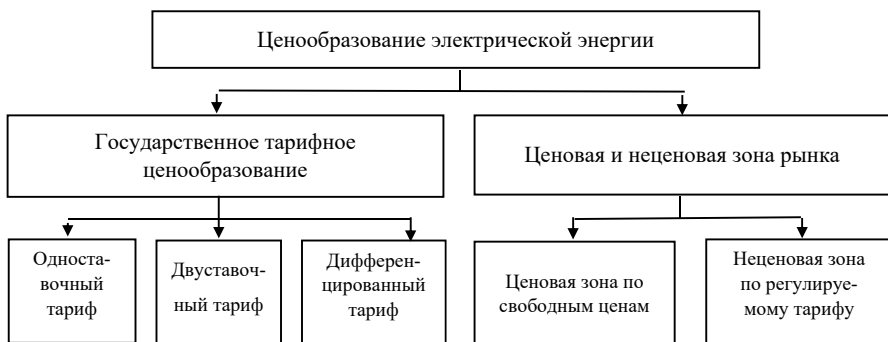 Ценообразование электрической энергии
Государственное тарифное
ценообразование
Ценовая и неценовая зона рынка
Односта-
вочный
тариф
Двуставоч-
ный тариф
Дифферен-
цированный
тариф
Ценовая зона по
свободным ценам
Неценовая зона
по регулируе-
мому тарифу